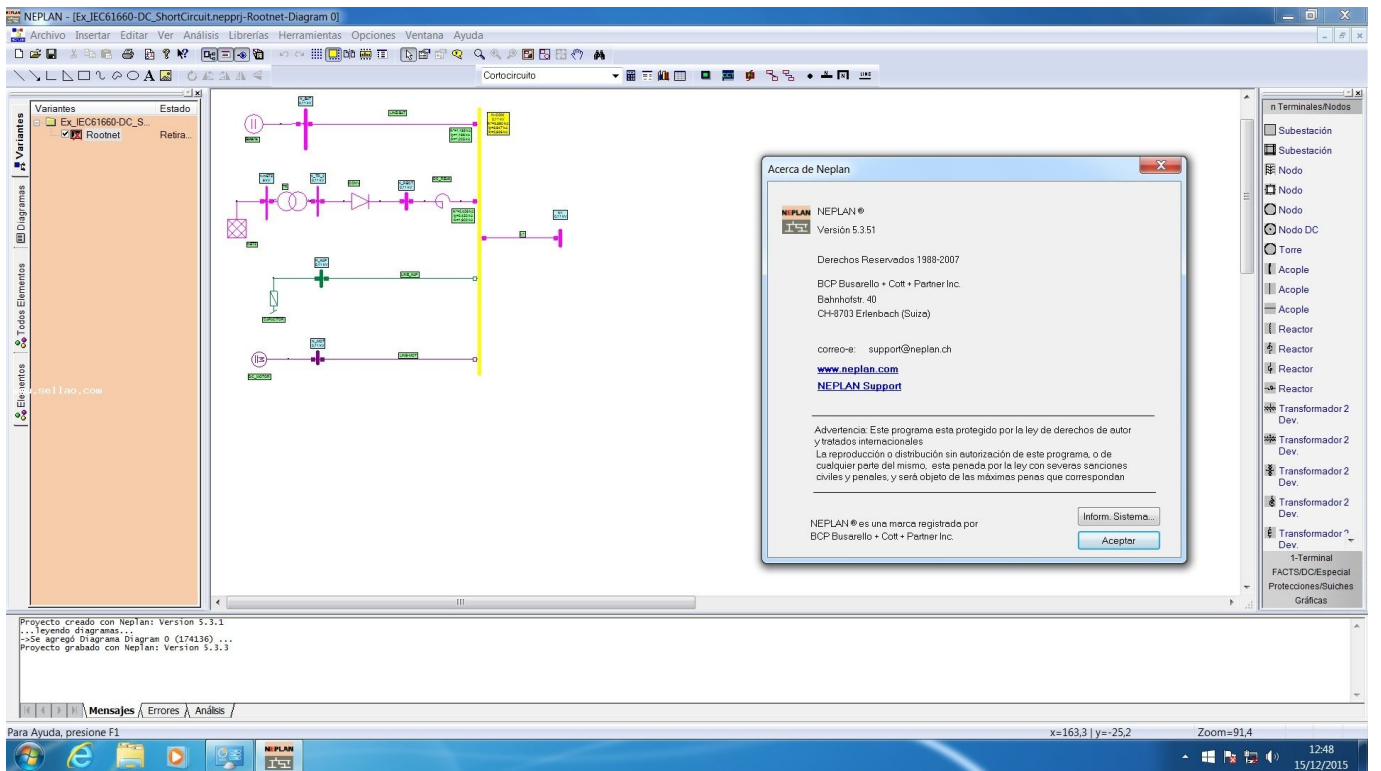 NEPLAN - [Ex_IEC61660-DC_ShortCircuit.nepprj-Rootnet-Diagram 0]
Archivo Insertar Editar Ver Análisis Librerías Herramientas Opciones Ventana Ayuda
Cortocircuito
Variantes Estado
Ex_IEC61660-DC_S...
Rootnet Retira...
Variantes
Diagramas
Todos Elementos
Elementos
Acerca de Neplan
NEPLAN NEPLAN ®
Versión 5.3.51
Derechos Reservados 1988-2007
BCP Busarello + Cott + Partner Inc.
Bahnhofstr. 40
CH-8703 Erlenbach (Suiza)
correo-e: support@neplan.ch
www.neplan.com
NEPLAN Support
Advertencia: Este programa esta protegido por la ley de derechos de autor
y tratados internacionales
La reproducción o distribución sin autorización de este programa, o de
cualquier parte del mismo, esta penada por la ley con severas sanciones
civiles y penales, y será objeto de las máximas penas que correspondan
NEPLAN ® es una marca registrada por
BCP Busarello + Cott + Partner Inc.
Inform. Sistema...
Aceptar
n Terminales/Nodos
Subestación
Subestación
Nodo
Nodo
Nodo
Nodo DC
Torre
Acople
Acople
Acople
Reactor
Reactor
Reactor
Reactor
Transformador 2
Dev.
Transformador 2
Dev.
Transformador 2
Dev.
Transformador 2
Dev.
Transformador 2
Dev.
1-Terminal
FACTS/DC/Especial
Protecciones/Suiches
Gráficas
Proyecto creado con Neplan: Version 5.3.1
...leyendo diagramas...
->Se agregó Diagrama Diagram 0 (174136) ...
Proyecto grabado con Neplan: Version 5.3.3
Mensajes Errores Análisis
Para Ayuda, presione F1
x=163,3 | y=-25,2
Zoom=91,4
NEPLAN
12:48
15/12/2015